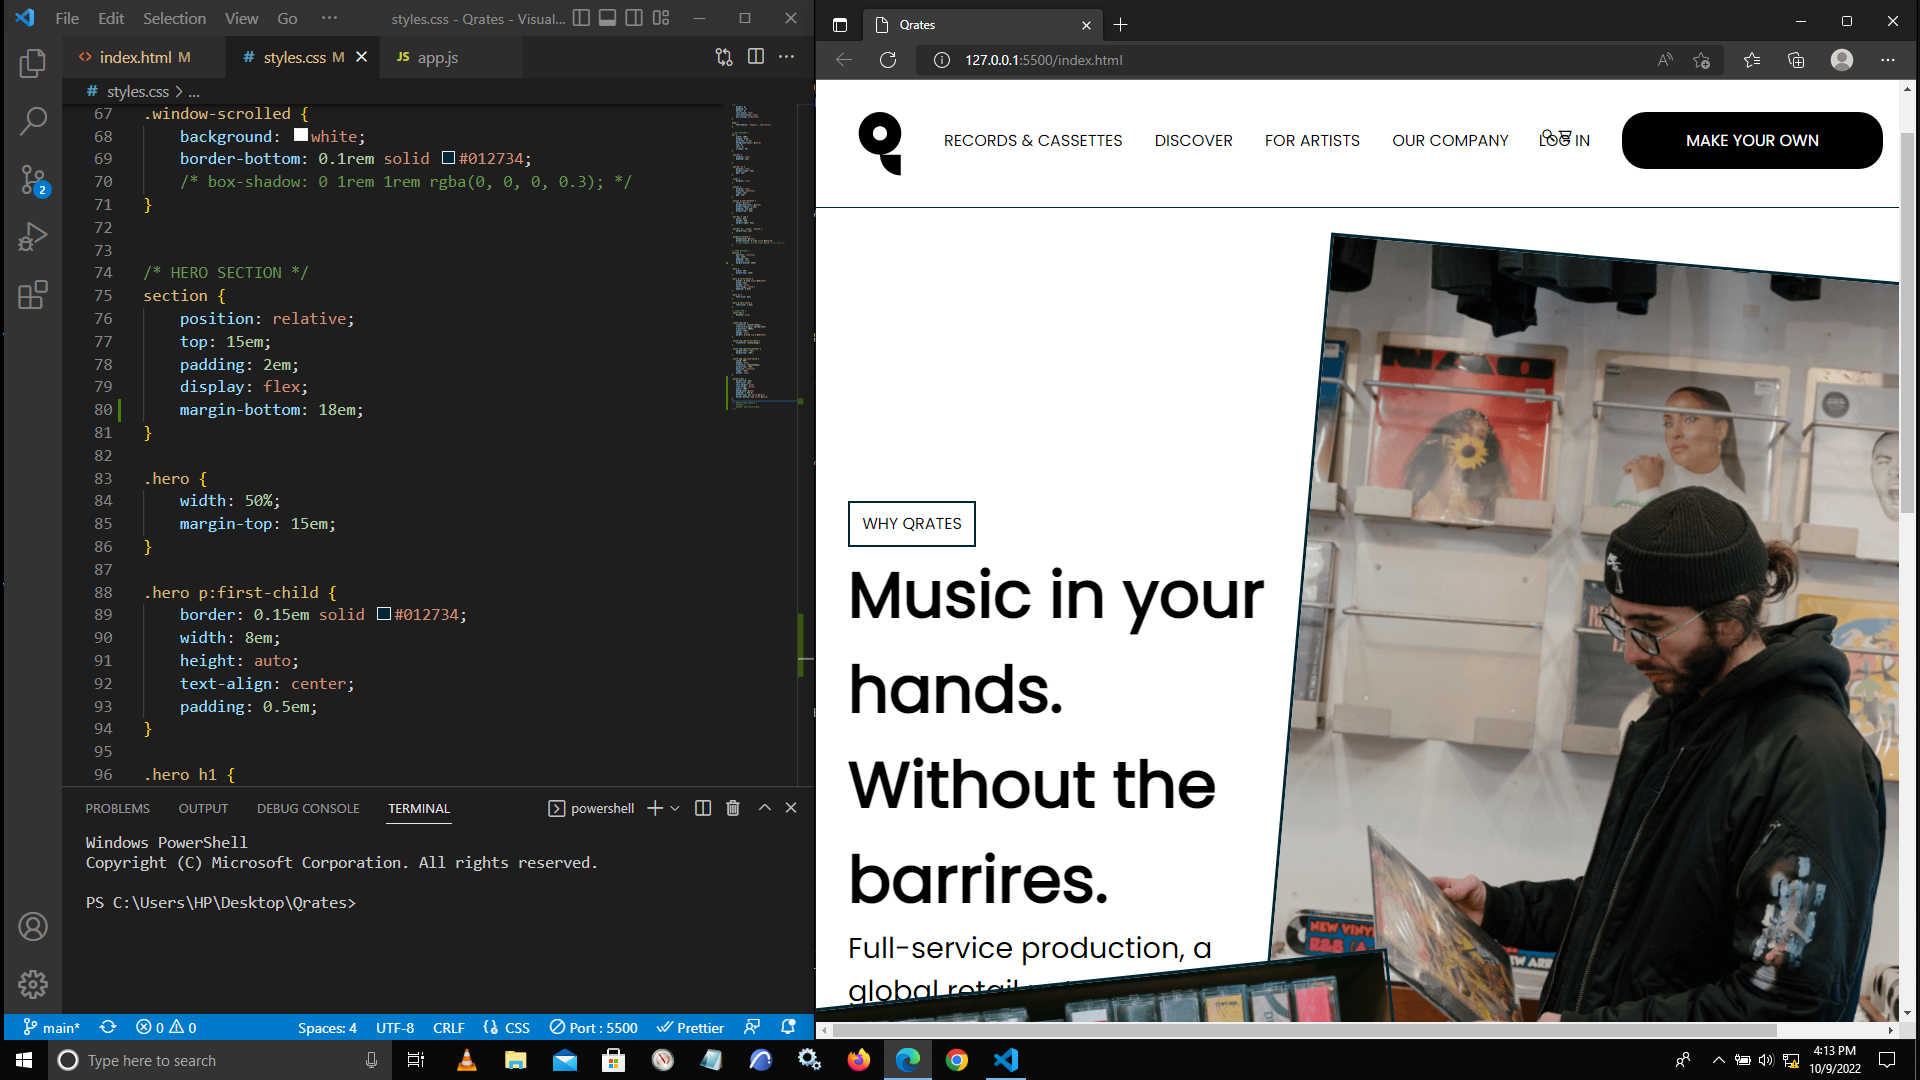 File Edit Selection View Go ··· styles.css - Qrates - Visual...
index.html M styles.css M app.js
styles.css > ...
67 .window-scrolled {
68 background: white;
69 border-bottom: 0.1rem solid #012734;
70 /* box-shadow: 0 1rem 1rem rgba(0, 0, 0, 0.3); */
71 }
72
73
74 /* HERO SECTION */
75 section {
76 position: relative;
77 top: 15em;
78 padding: 2em;
79 display: flex;
80 margin-bottom: 18em;
81 }
82
83 .hero {
84 width: 50%;
85 margin-top: 15em;
86 }
87
88 .hero p:first-child {
89 border: 0.15em solid #012734;
90 width: 8em;
91 height: auto;
92 text-align: center;
93 padding: 0.5em;
94 }
95
96 .hero h1 {
PROBLEMS OUTPUT DEBUG CONSOLE TERMINAL powershell
Windows PowerShell
Copyright (C) Microsoft Corporation. All rights reserved.
PS C:\Users\HP\Desktop\Qrates>
main* 0 0 Spaces: 4 UTF-8 CRLF {} CSS Port : 5500 Prettier
Qrates
127.0.0.1:5500/index.html
RECORDS & CASSETTES DISCOVER FOR ARTISTS OUR COMPANY LOG IN MAKE YOUR OWN
WHY QRATES
Music in your
hands.
Without the
barrires.
Full-service production, a
global retail
NEW VINYL
R&B
NEW ARR
Type here to search
4:13 PM
10/9/2022